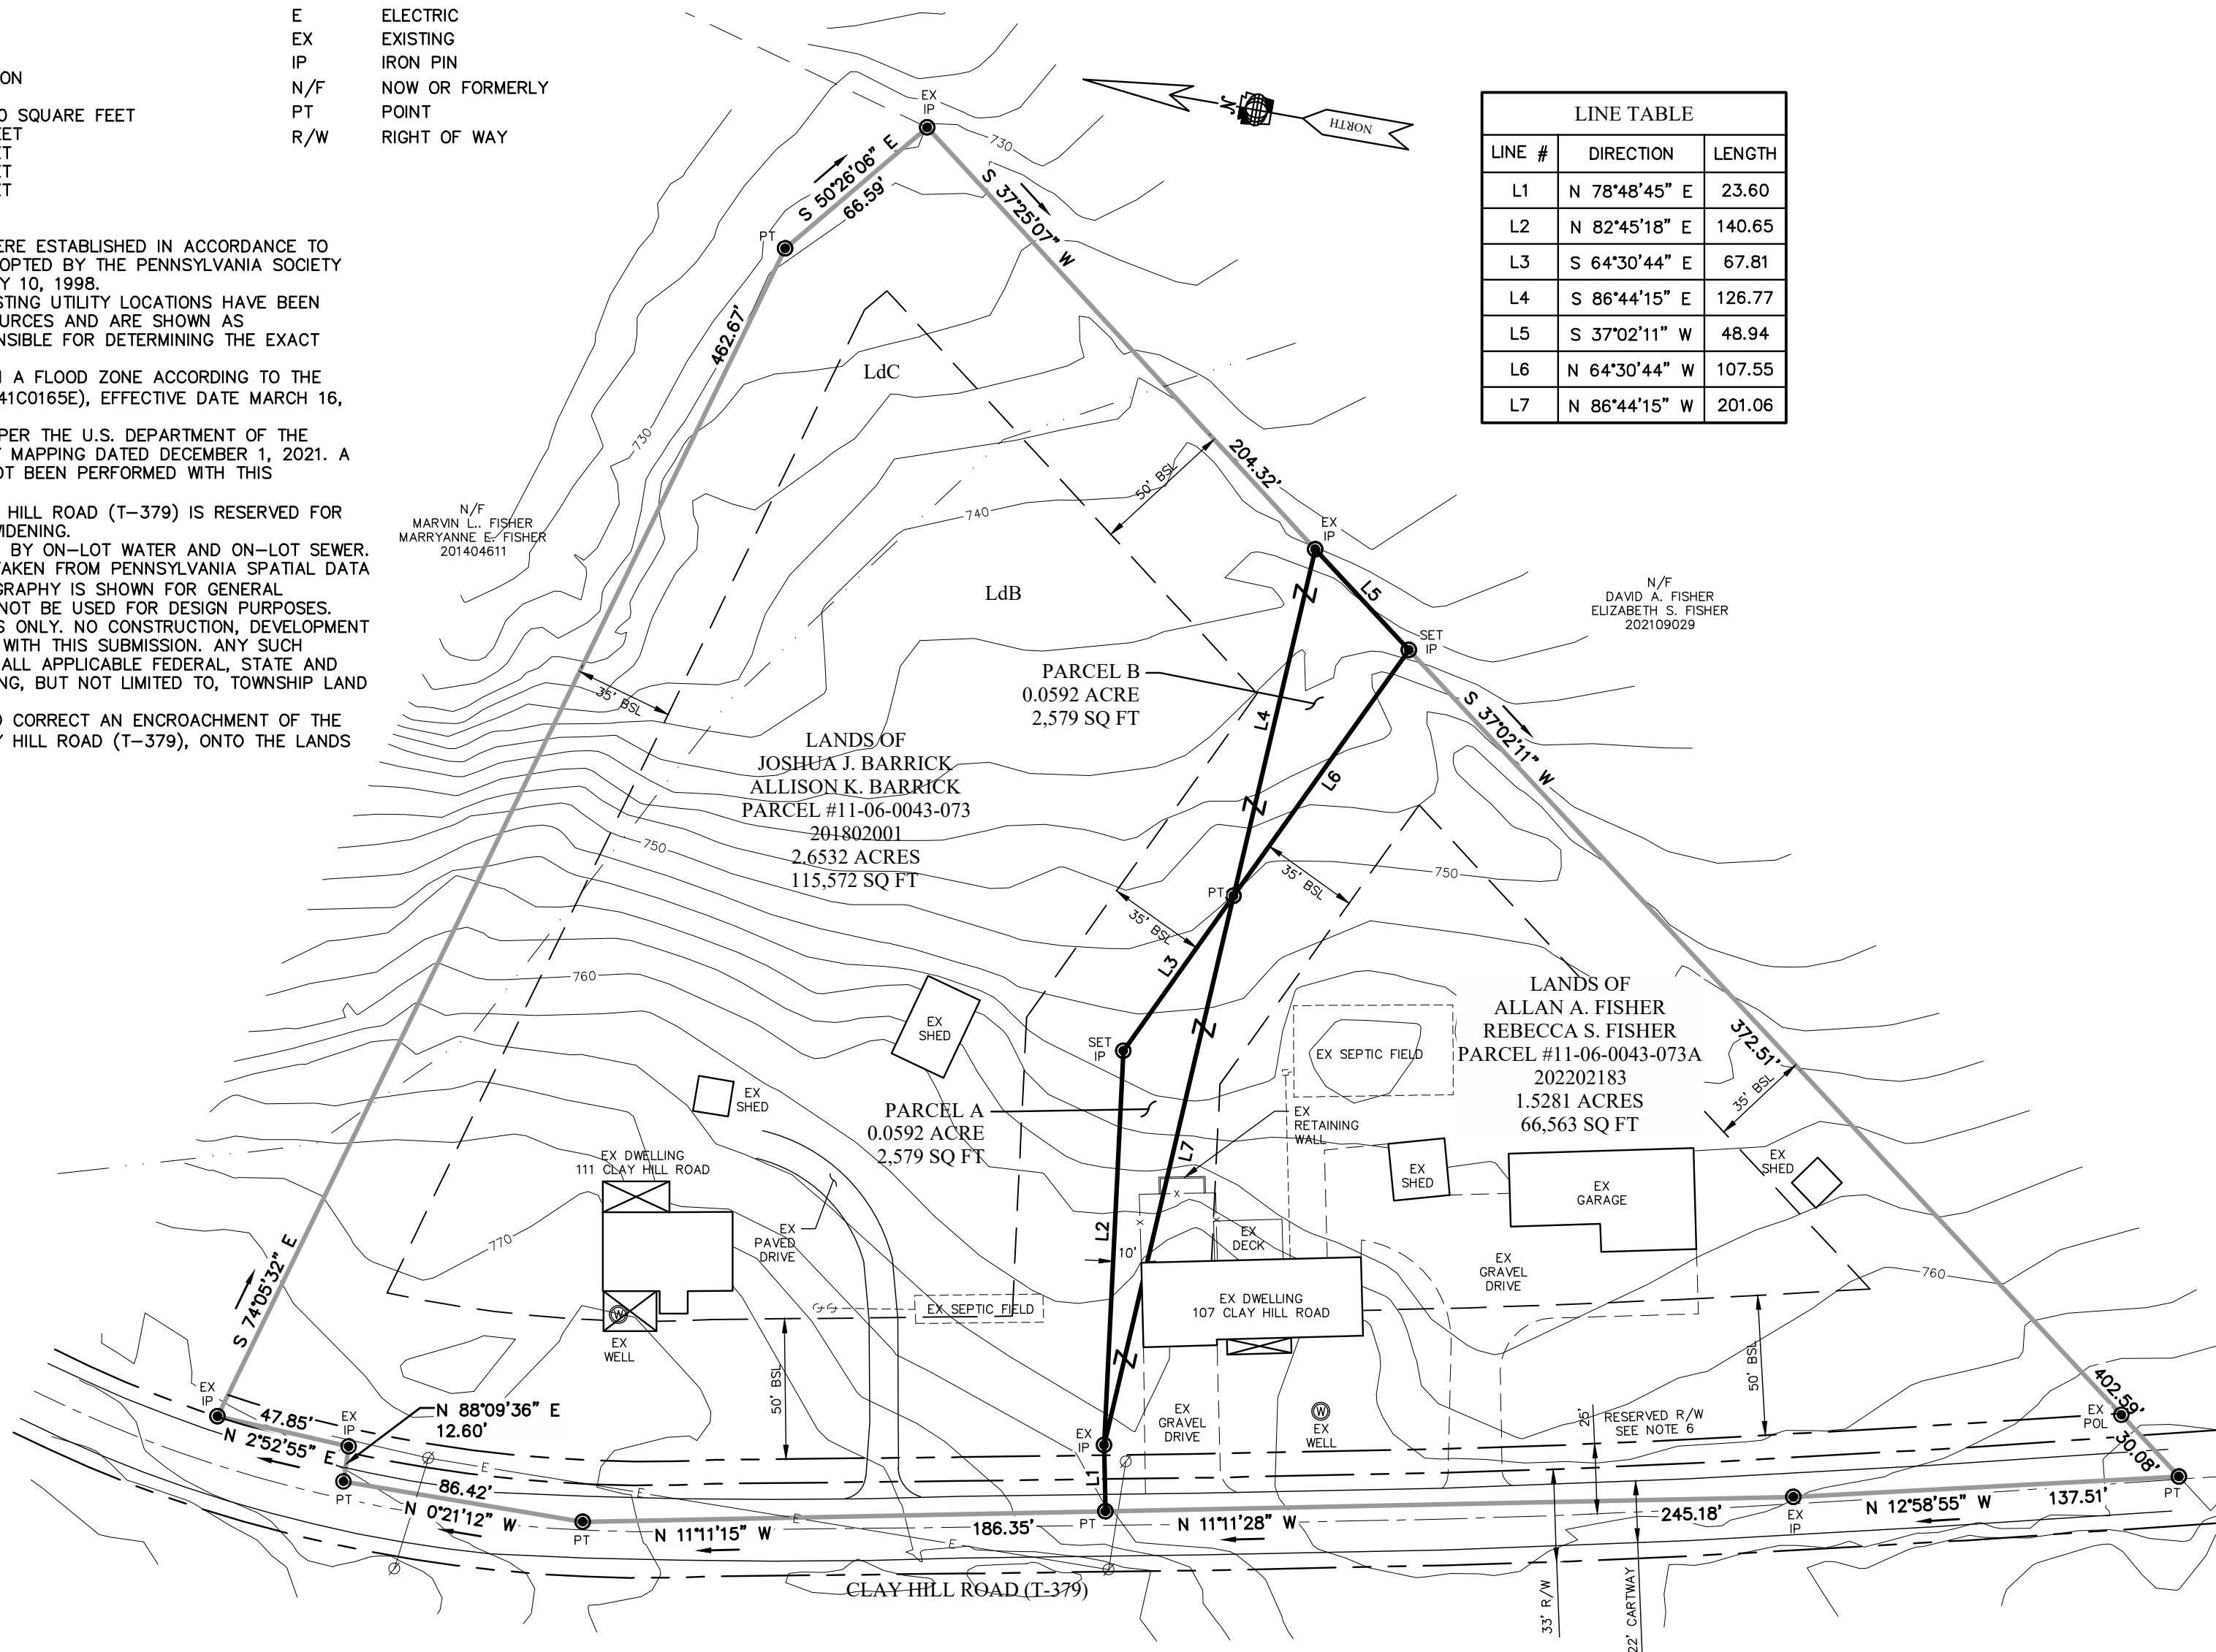 E ELECTRIC
EX EXISTING
IP IRON PIN
N/F NOW OR FORMERLY
PT POINT
R/W RIGHT OF WAY
ON
0 SQUARE FEET
EET
ET
ET
ET
ERE ESTABLISHED IN ACCORDANCE TO
OPTED BY THE PENNSYLVANIA SOCIETY
Y 10, 1998.
STING UTILITY LOCATIONS HAVE BEEN
URCES AND ARE SHOWN AS
NSIBLE FOR DETERMINING THE EXACT
A FLOOD ZONE ACCORDING TO THE
41C0165E), EFFECTIVE DATE MARCH 16,
PER THE U.S. DEPARTMENT OF THE
MAPPING DATED DECEMBER 1, 2021. A
OT BEEN PERFORMED WITH THIS
HILL ROAD (T-379) IS RESERVED FOR
WIDENING.
BY ON-LOT WATER AND ON-LOT SEWER.
TAKEN FROM PENNSYLVANIA SPATIAL DATA
GRAPHY IS SHOWN FOR GENERAL
NOT BE USED FOR DESIGN PURPOSES.
S ONLY. NO CONSTRUCTION, DEVELOPMENT
WITH THIS SUBMISSION. ANY SUCH
ALL APPLICABLE FEDERAL, STATE AND
NG, BUT NOT LIMITED TO, TOWNSHIP LAND
O CORRECT AN ENCROACHMENT OF THE
Y HILL ROAD (T-379), ONTO THE LANDS
N
NORTH
LINE TABLE
LINE # DIRECTION LENGTH
L1 N 78°48'45" E 23.60
L2 N 82°45'18" E 140.65
L3 S 64°30'44" E 67.81
L4 S 86°44'15" E 126.77
L5 S 37°02'11" W 48.94
L6 N 64°30'44" W 107.55
L7 N 86°44'15" W 201.06
EX
IP
730
S 50°26'06" E
66.59'
PT
S 37°25'07" W
462.67'
LdC
730
204.32'
50' BSL
740
N/F
MARVIN L.. FISHER
MARRYANNE E. FISHER
201404611
EX
IP
LdB
L5
N/F
DAVID A. FISHER
ELIZABETH S. FISHER
202109029
SET
IP
PARCEL B
0.0592 ACRE
2,579 SQ FT
35' BSL
L4
S 37°02'11" W
LANDS OF
JOSHUA J. BARRICK
ALLISON K. BARRICK
PARCEL #11-06-0043-073
201802001
2.6532 ACRES
115,572 SQ FT
L6
750
750
PT
35' BSL
35' BSL
L3
760
EX
SHED
SET
IP
EX SEPTIC FIELD
LANDS OF
ALLAN A. FISHER
REBECCA S. FISHER
PARCEL #11-06-0043-073A
202202183
1.5281 ACRES
66,563 SQ FT
372.51'
35' BSL
EX
SHED
PARCEL A
0.0592 ACRE
2,579 SQ FT
EX
RETAINING
WALL
L7
EX DWELLING
111 CLAY HILL ROAD
EX
SHED
EX
GARAGE
EX
SHED
x
x
x
L2
10'
EX
DECK
770
EX
PAVED
DRIVE
EX
GRAVEL
DRIVE
760
S 74°05'32" E
EX SEPTIC FIELD
EX DWELLING
107 CLAY HILL ROAD
W
EX
WELL
50' BSL
50' BSL
402.59'
EX
IP
47.85'
EX
IP
N 88°09'36" E
12.60'
EX
IP
EX
GRAVEL
DRIVE
W
EX
WELL
25'
RESERVED R/W
SEE NOTE 6
EX
POL
30.08'
N 2°52'55" E
E
L1
86.42'
E
PT
N 0°21'12" W
PT
N 11°11'15" W
E
186.35'
PT
N 11°11'28" W
245.18'
EX
IP
N 12°58'55" W
137.51'
PT
E
E
CLAY HILL ROAD (T-379)
33' R/W
22' CARTWAY